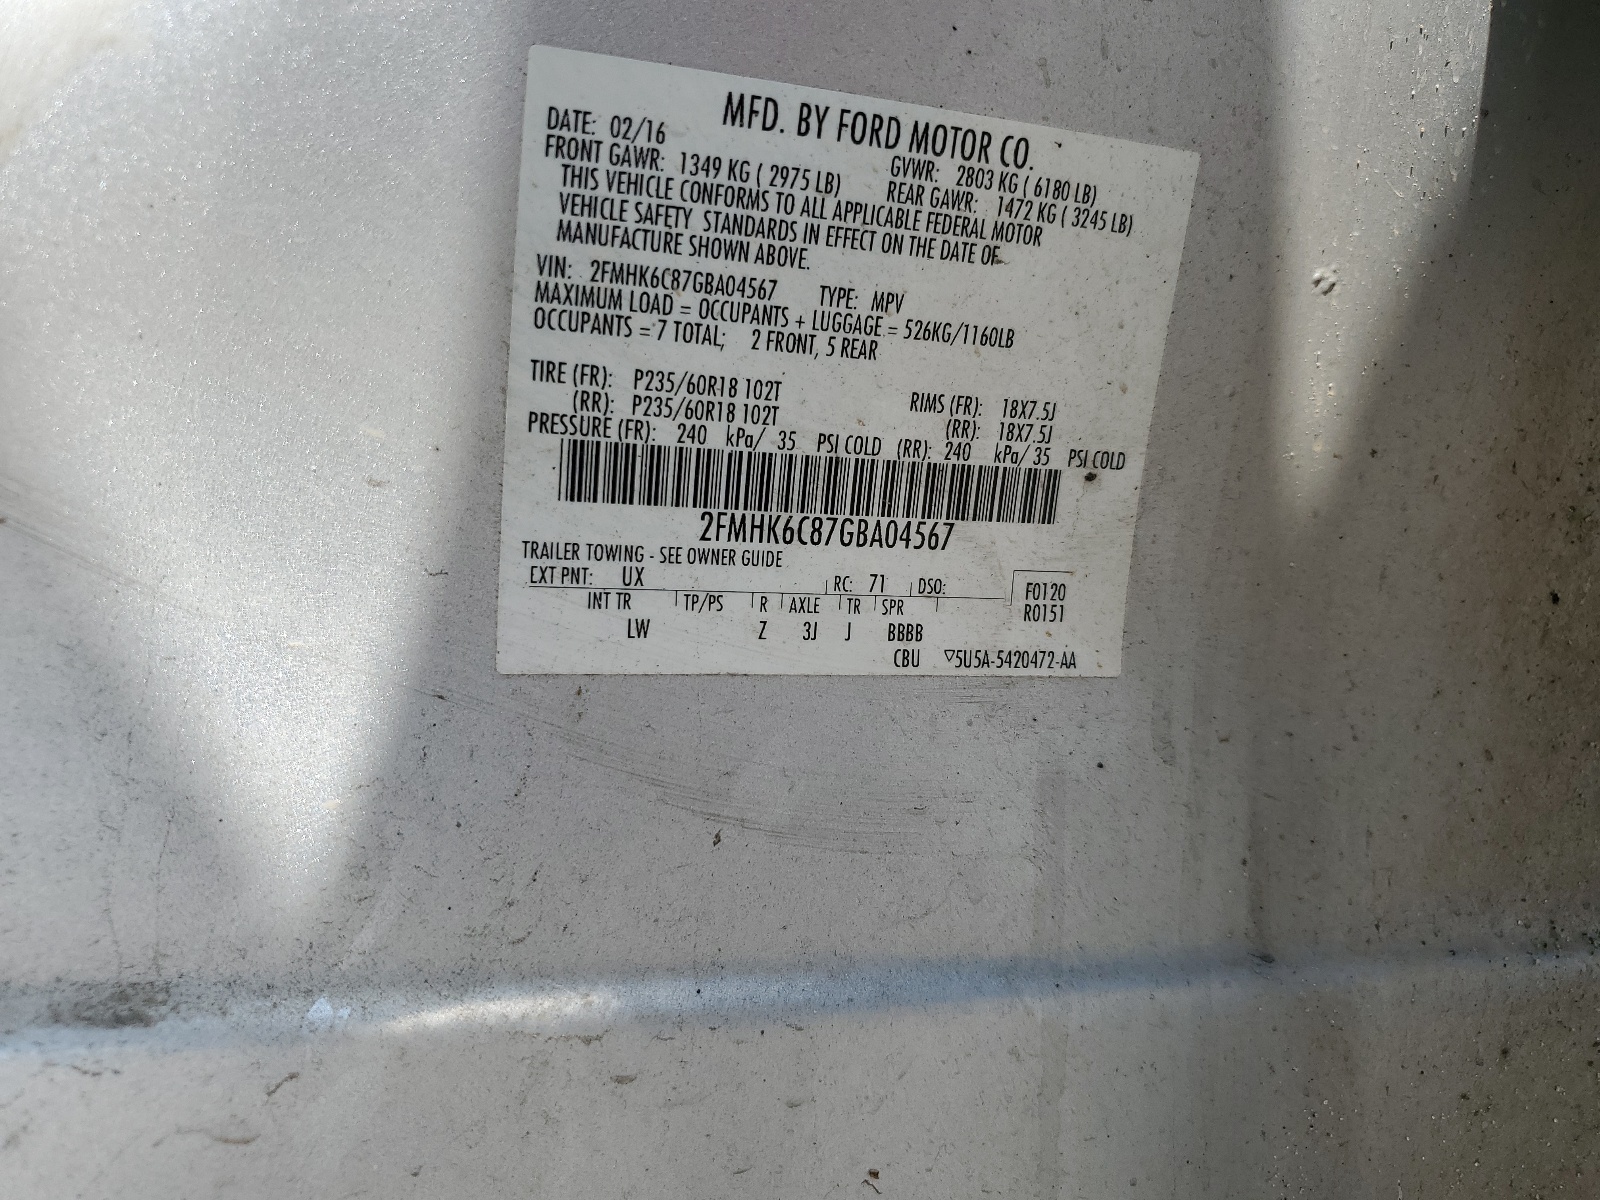 MFD. BY FORD MOTOR CO.
DATE: 02/16 GVWR: 2803 KG ( 6180 LB)
FRONT GAWR: 1349 KG ( 2975 LB) REAR GAWR: 1472 KG ( 3245 LB)
THIS VEHICLE CONFORMS TO ALL APPLICABLE FEDERAL MOTOR
VEHICLE SAFETY STANDARDS IN EFFECT ON THE DATE OF
MANUFACTURE SHOWN ABOVE.
VIN: 2FMHK6C87GBA04567 TYPE: MPV
MAXIMUM LOAD = OCCUPANTS + LUGGAGE = 526KG/1160LB
OCCUPANTS = 7 TOTAL; 2 FRONT, 5 REAR
TIRE (FR): P235/60R18 102T RIMS (FR): 18X7.5J
(RR): P235/60R18 102T (RR): 18X7.5J
PRESSURE (FR): 240 kPa/ 35 PSI COLD (RR): 240 kPa/ 35 PSI COLD
2FMHK6C87GBA04567
TRAILER TOWING - SEE OWNER GUIDE
EXT PNT: UX RC: 71 DSO: F0120
INT TR TP/PS R AXLE TR SPR R0151
LW Z 3J J BBBB
CBU ▽5U5A-5420472-AA